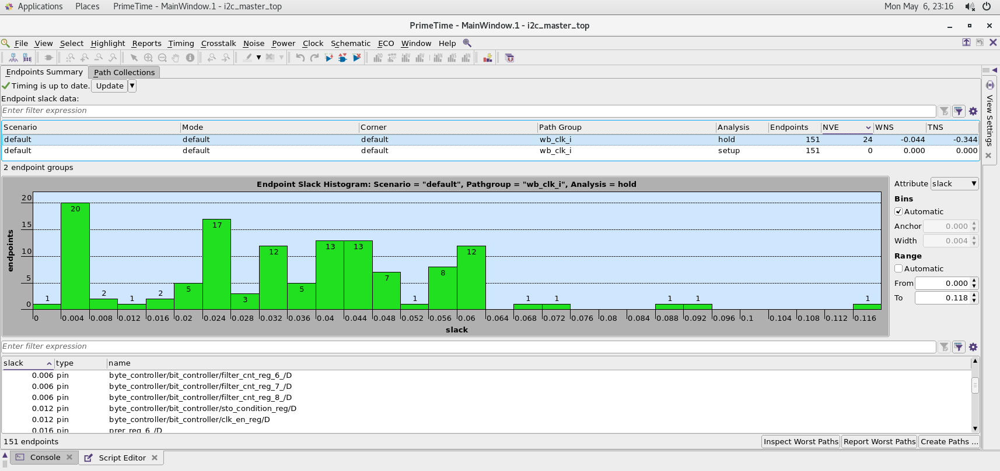 Applications Places PrimeTime - MainWindow.1 - i2c_master_top Mon May 6, 23:16
PrimeTime - MainWindow.1 - i2c_master_top
File View Select Highlight Reports Timing Crosstalk Noise Power Clock Schematic ECO Window Help
Endpoints Summary Path Collections
Timing is up to date. Update
Endpoint slack data:
Enter filter expression
Scenario Mode Corner Path Group Analysis Endpoints NVE WNS TNS
default default default wb_clk_i hold 151 24 -0.044 -0.344
default default default wb_clk_i setup 151 0 0.000 0.000
2 endpoint groups
View Settings
Endpoint Slack Histogram: Scenario = "default", Pathgroup = "wb_clk_i", Analysis = hold
endpoints
20
15
10
5
0
1 20 2 1 2 5 17 3 12 5 13 13 7 1 8 12 1 1 1 1 1
0 0.004 0.008 0.012 0.016 0.02 0.024 0.028 0.032 0.036 0.04 0.044 0.048 0.052 0.056 0.06 0.064 0.068 0.072 0.076 0.08 0.084 0.088 0.092 0.096 0.1 0.104 0.108 0.112 0.116
slack
Attribute slack
Bins
Automatic
Anchor 0.000
Width 0.004
Range
Automatic
From 0.000
To 0.118
Enter filter expression
slack type name
0.006 pin byte_controller/bit_controller/filter_cnt_reg_6_/D
0.006 pin byte_controller/bit_controller/filter_cnt_reg_7_/D
0.006 pin byte_controller/bit_controller/filter_cnt_reg_8_/D
0.012 pin byte_controller/bit_controller/sto_condition_reg/D
0.012 pin byte_controller/bit_controller/clk_en_reg/D
0.016 pin prer_reg_6_/D
151 endpoints Inspect Worst Paths Report Worst Paths Create Paths ...
Console Script Editor